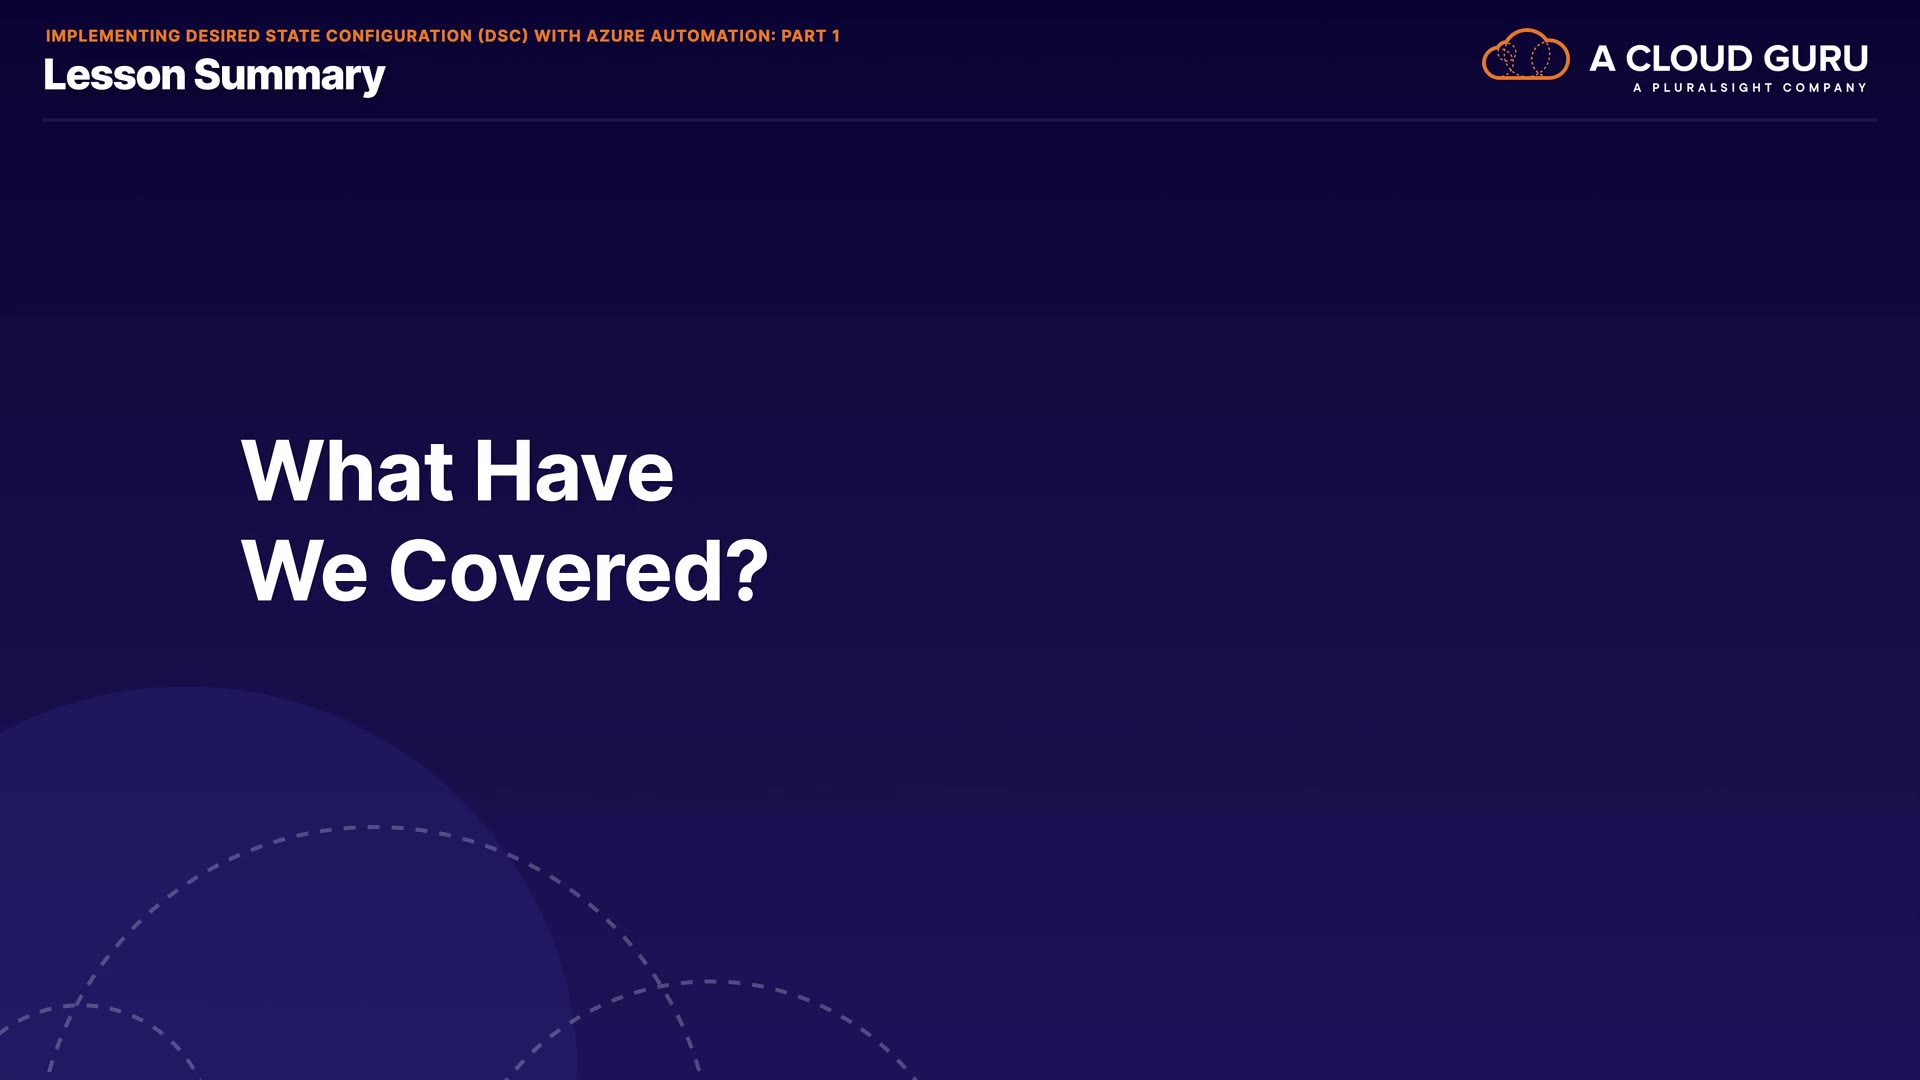 IMPLEMENTING DESIRED STATE CONFIGURATION (DSC) WITH AZURE AUTOMATION: PART 1
Lesson Summary
A CLOUD GURU
A PLURALSIGHT COMPANY
What Have
We Covered?